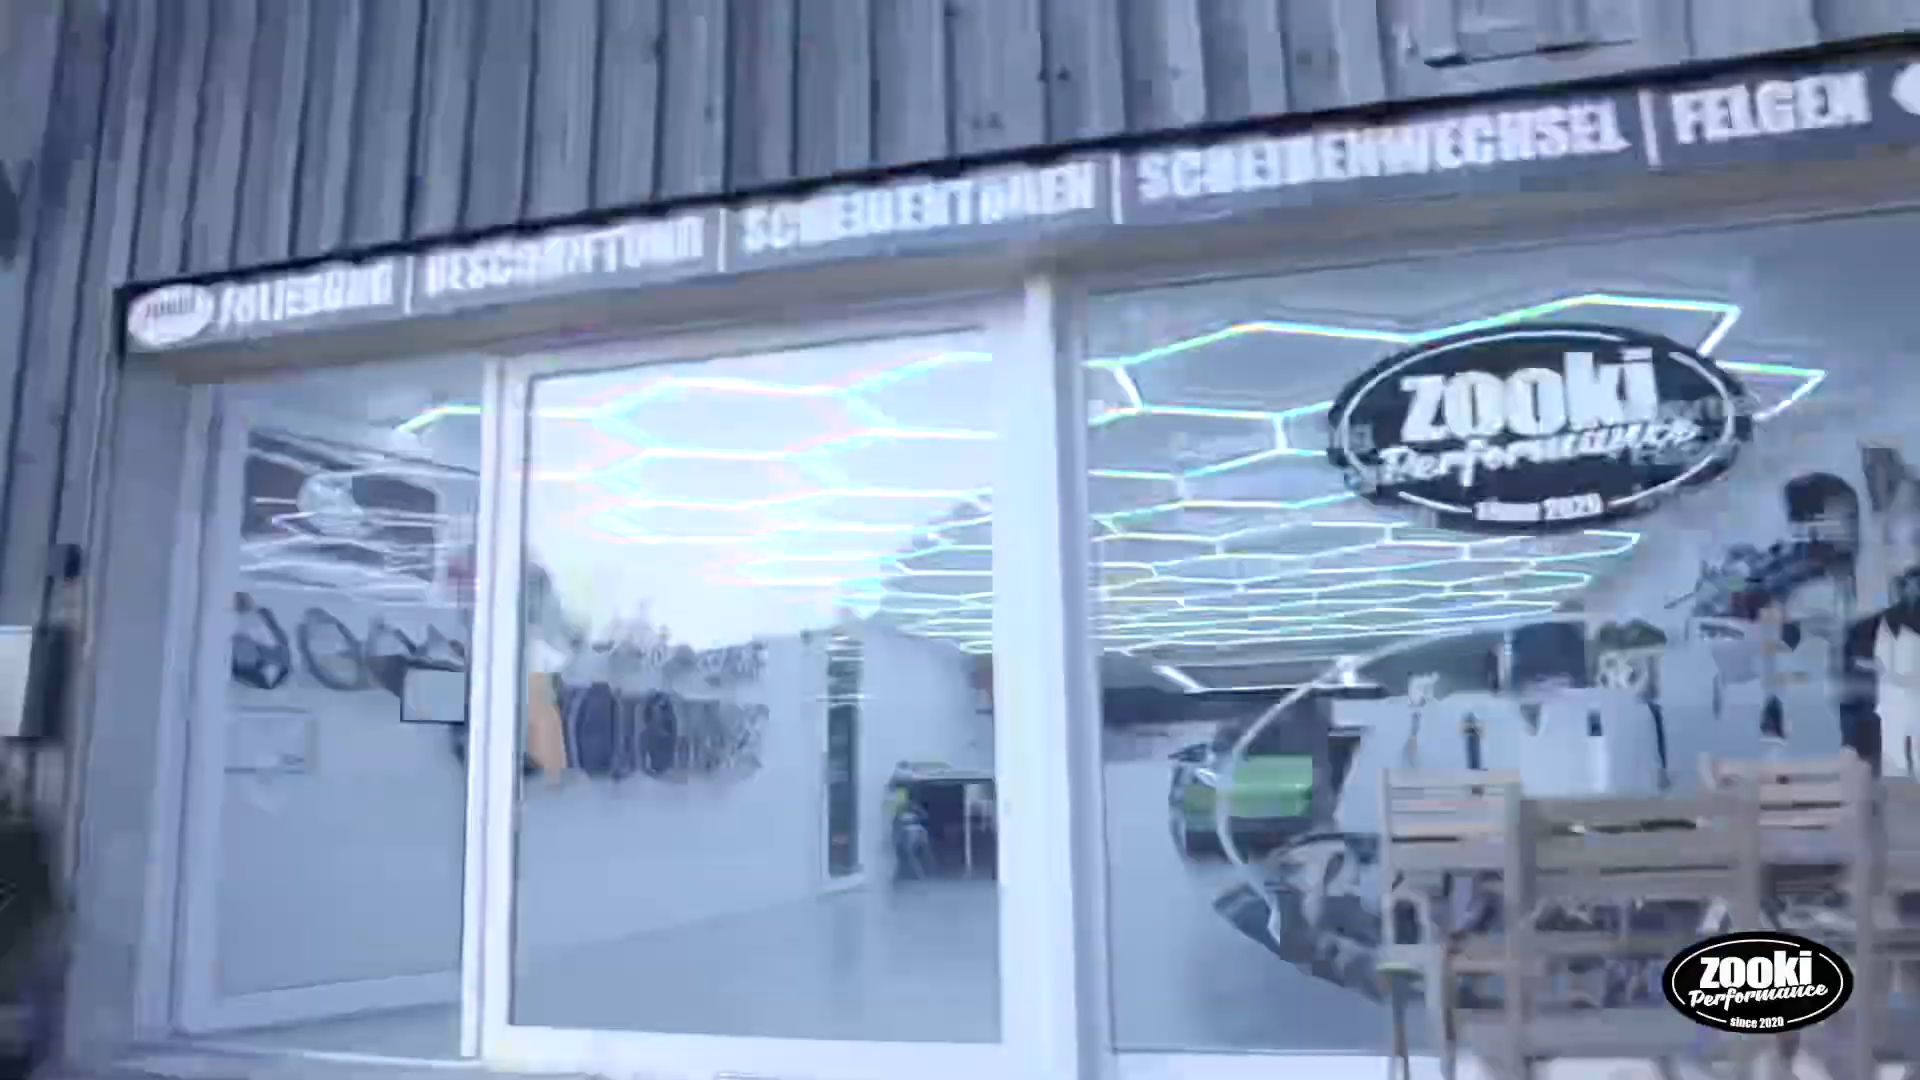 ZOOKI FOLIERUNG | BESCHRIFTUNG | SCHEIBENTÖNEN | SCHEIBENWECHSEL | FELGEN
ZOOKi
Performance
since 2020
ZOOKi
Performance
since 2020